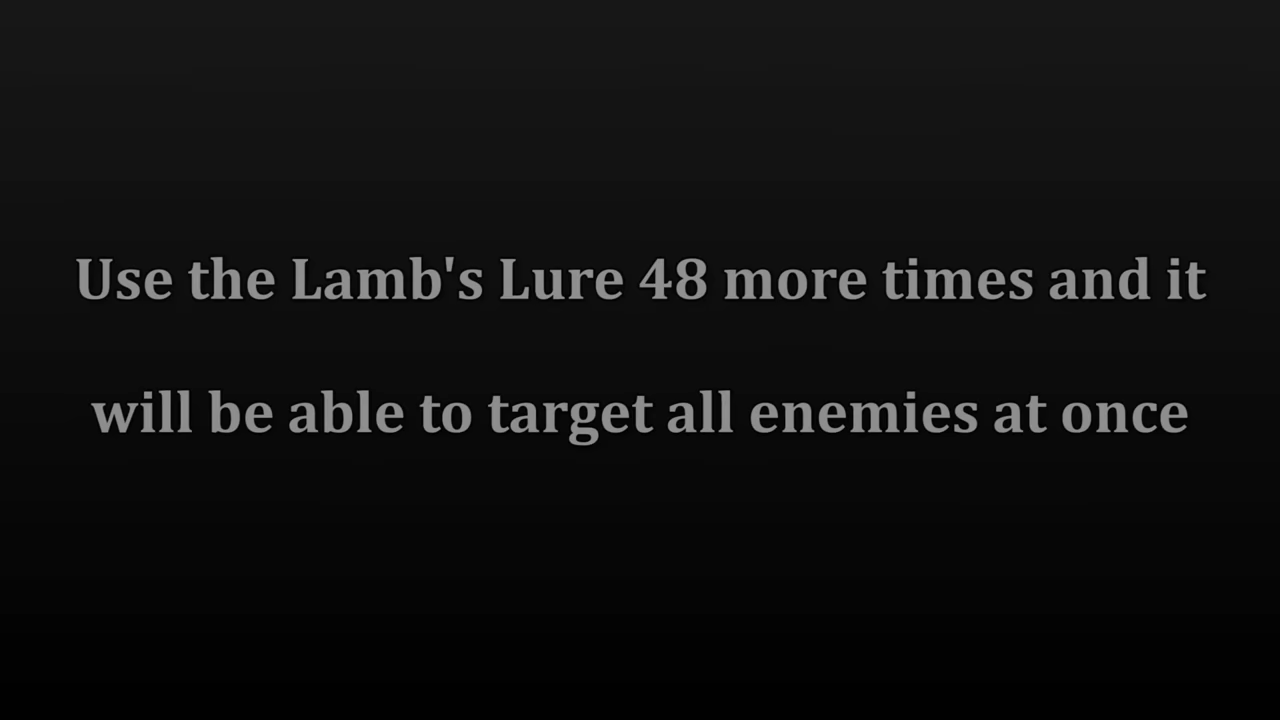 Use the Lamb's Lure 48 more times and it
will be able to target all enemies at once